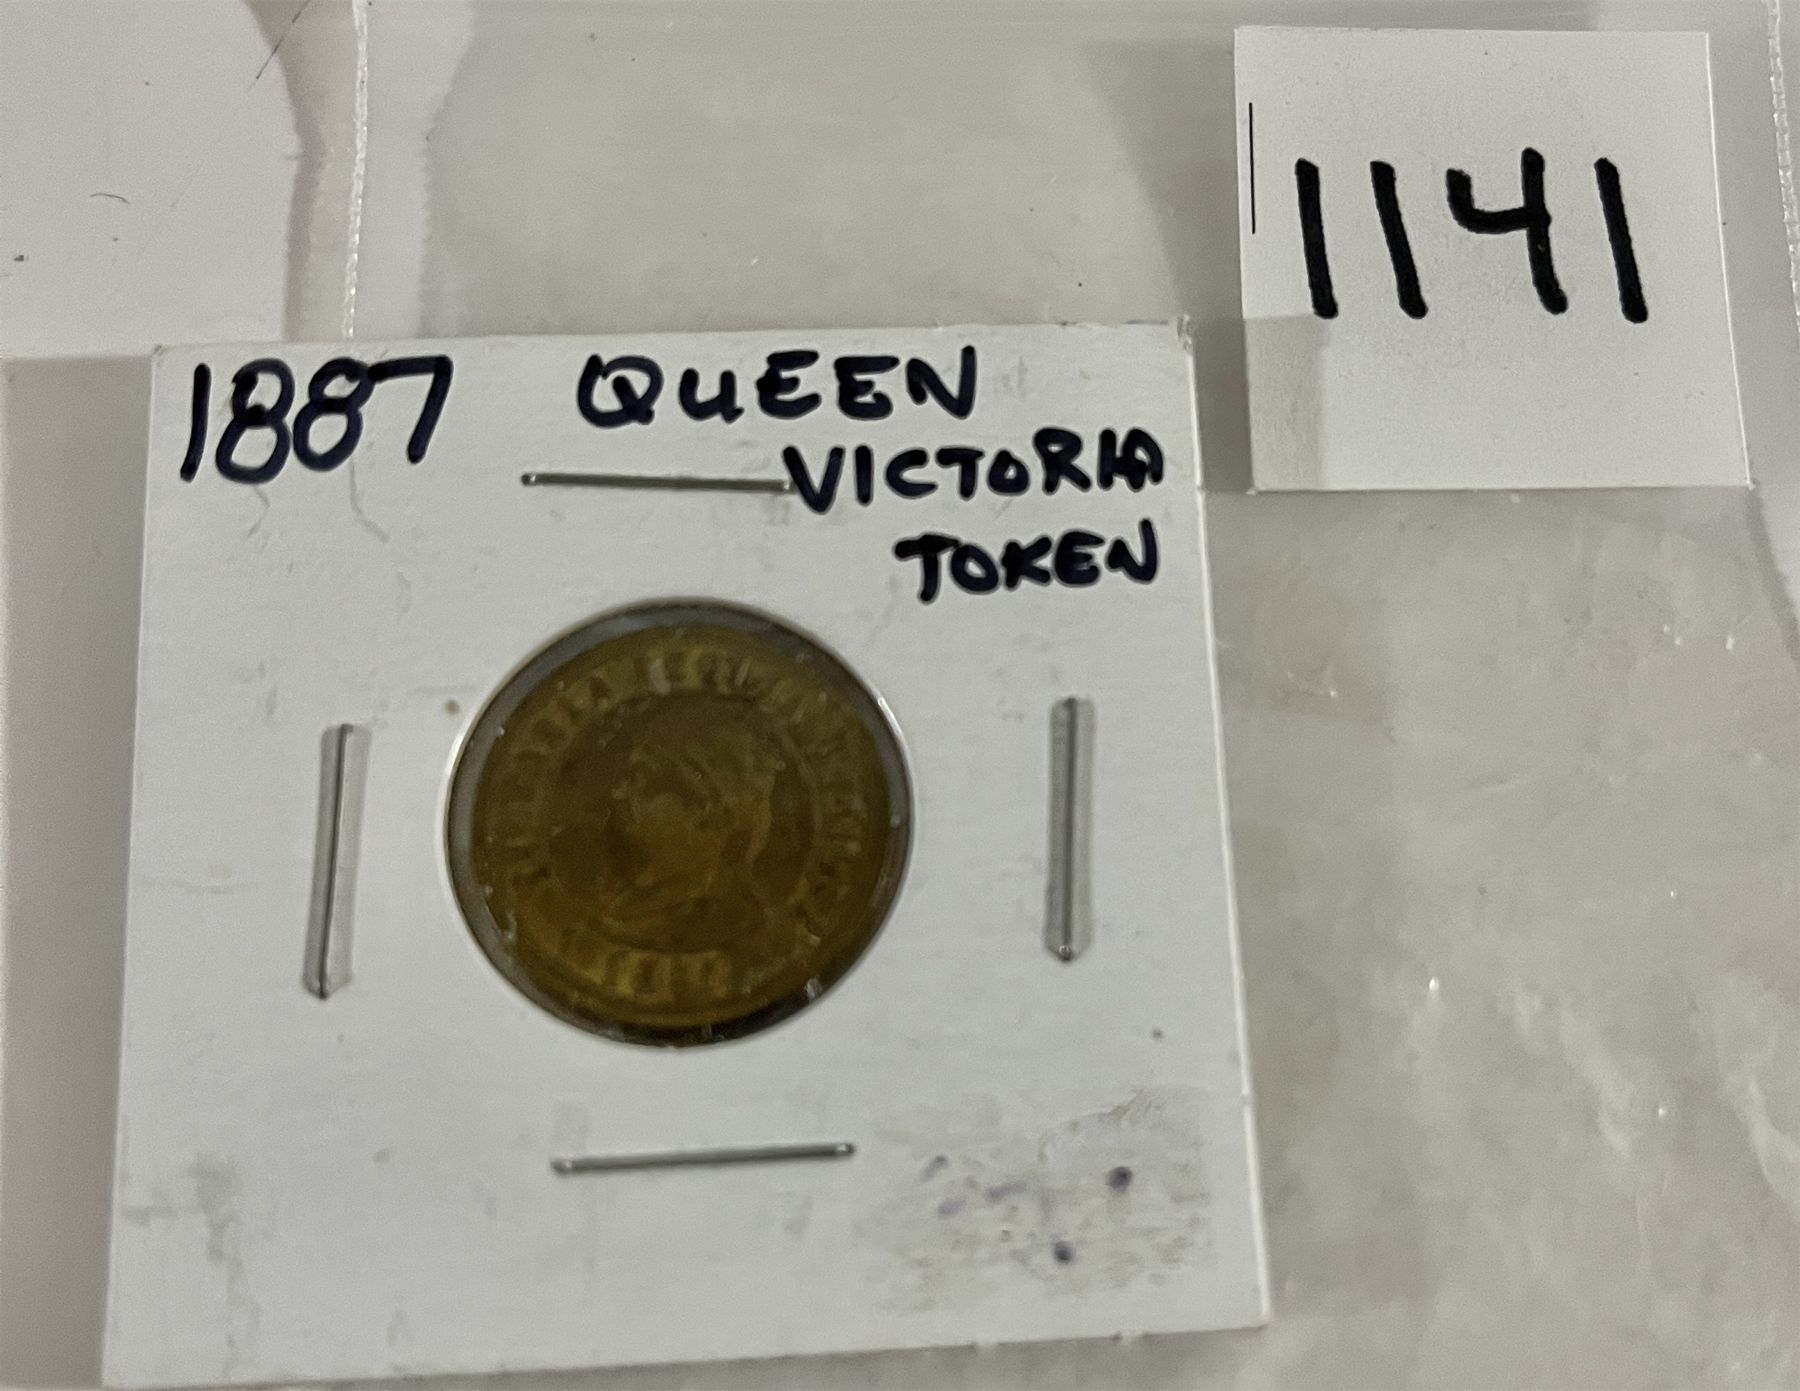 1141
1887 QUEEN
VICTORIA
TOKEN